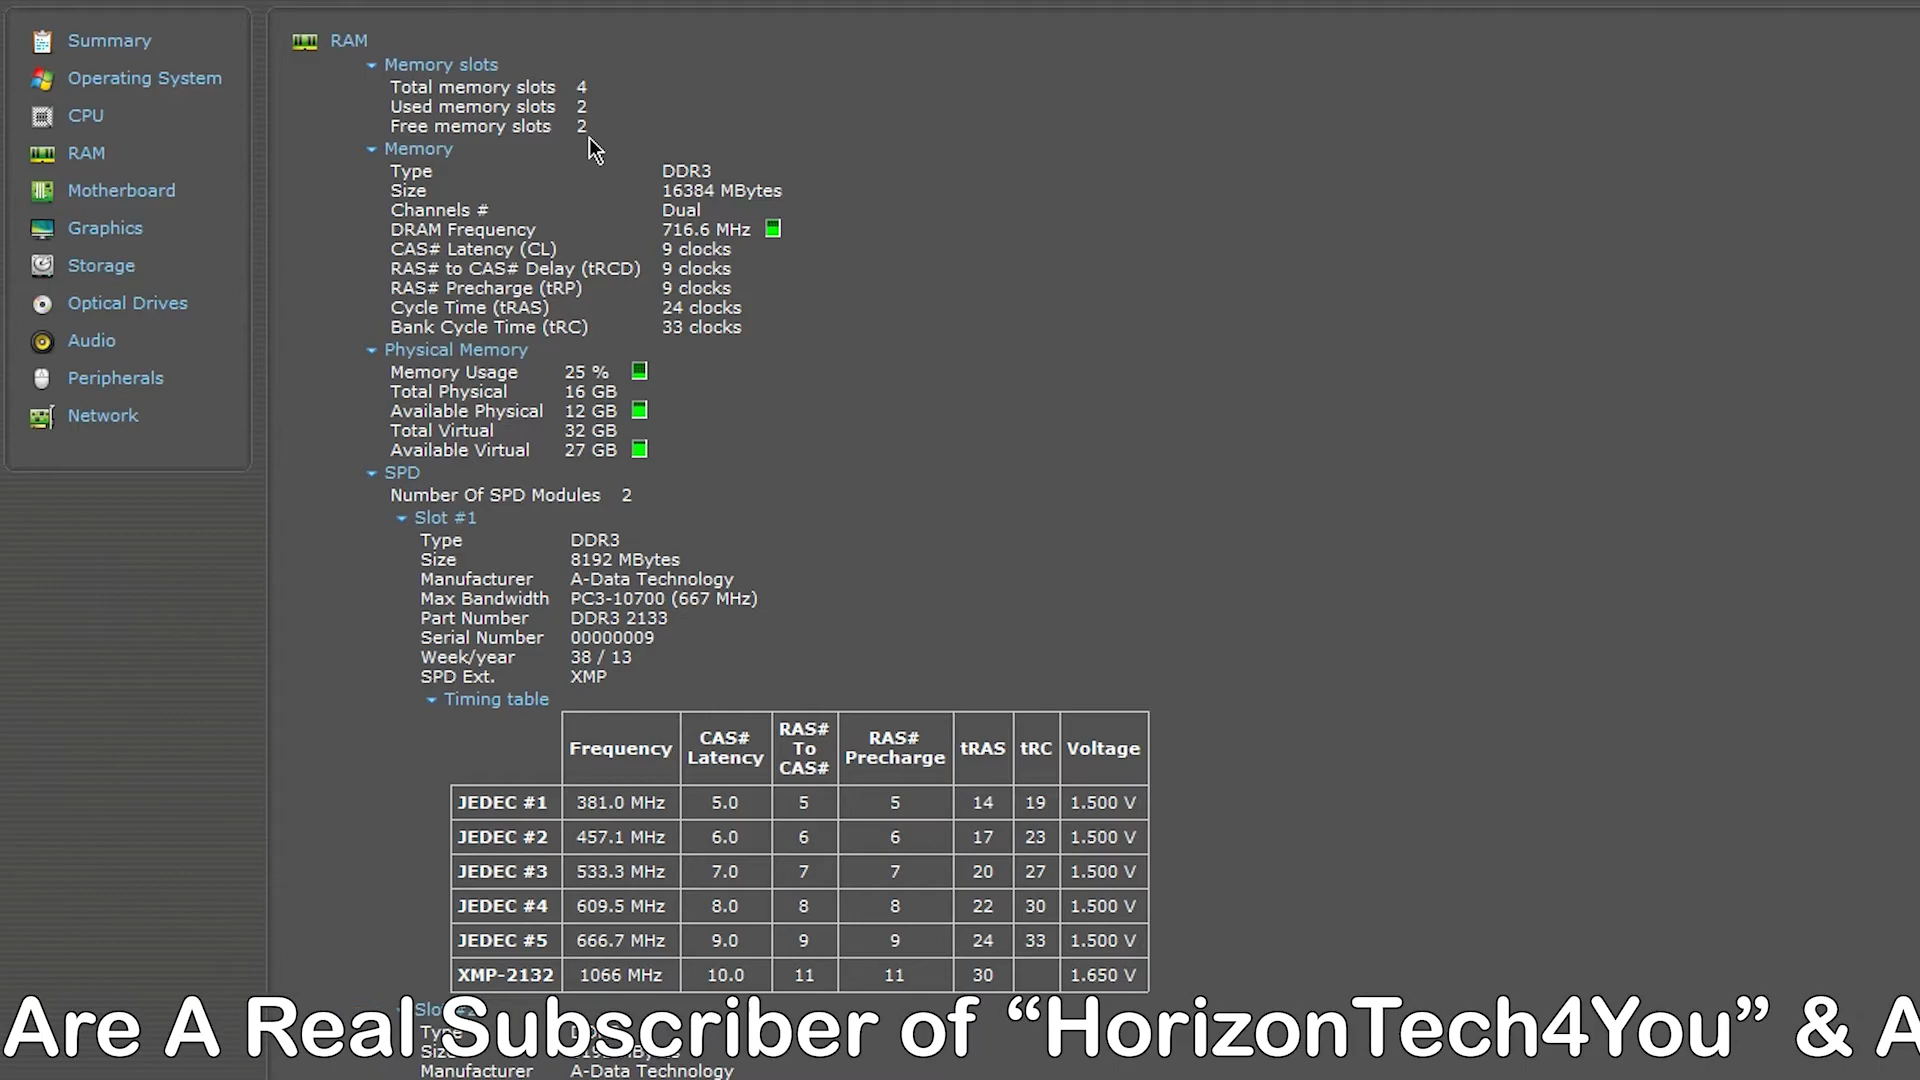 Summary
Operating System
CPU
RAM
Motherboard
Graphics
Storage
Optical Drives
Audio
Peripherals
Network
RAM
Memory slots
Total memory slots 4
Used memory slots 2
Free memory slots 2
Memory
Type DDR3
Size 16384 MBytes
Channels # Dual
DRAM Frequency 716.6 MHz
CAS# Latency (CL) 9 clocks
RAS# to CAS# Delay (tRCD) 9 clocks
RAS# Precharge (tRP) 9 clocks
Cycle Time (tRAS) 24 clocks
Bank Cycle Time (tRC) 33 clocks
Physical Memory
Memory Usage 25 %
Total Physical 16 GB
Available Physical 12 GB
Total Virtual 32 GB
Available Virtual 27 GB
SPD
Number Of SPD Modules 2
Slot #1
Type DDR3
Size 8192 MBytes
Manufacturer A-Data Technology
Max Bandwidth PC3-10700 (667 MHz)
Part Number DDR3 2133
Serial Number 00000009
Week/year 38 / 13
SPD Ext. XMP
Timing table
Frequency CAS# Latency RAS# To CAS# RAS# Precharge tRAS tRC Voltage
JEDEC #1 381.0 MHz 5.0 5 5 14 19 1.500 V
JEDEC #2 457.1 MHz 6.0 6 6 17 23 1.500 V
JEDEC #3 533.3 MHz 7.0 7 7 20 27 1.500 V
JEDEC #4 609.5 MHz 8.0 8 8 22 30 1.500 V
JEDEC #5 666.7 MHz 9.0 9 9 24 33 1.500 V
XMP-2132 1066 MHz 10.0 11 11 30 1.650 V
Are A Real Subscriber of “HorizonTech4You” & A
Manufacturer A-Data Technology